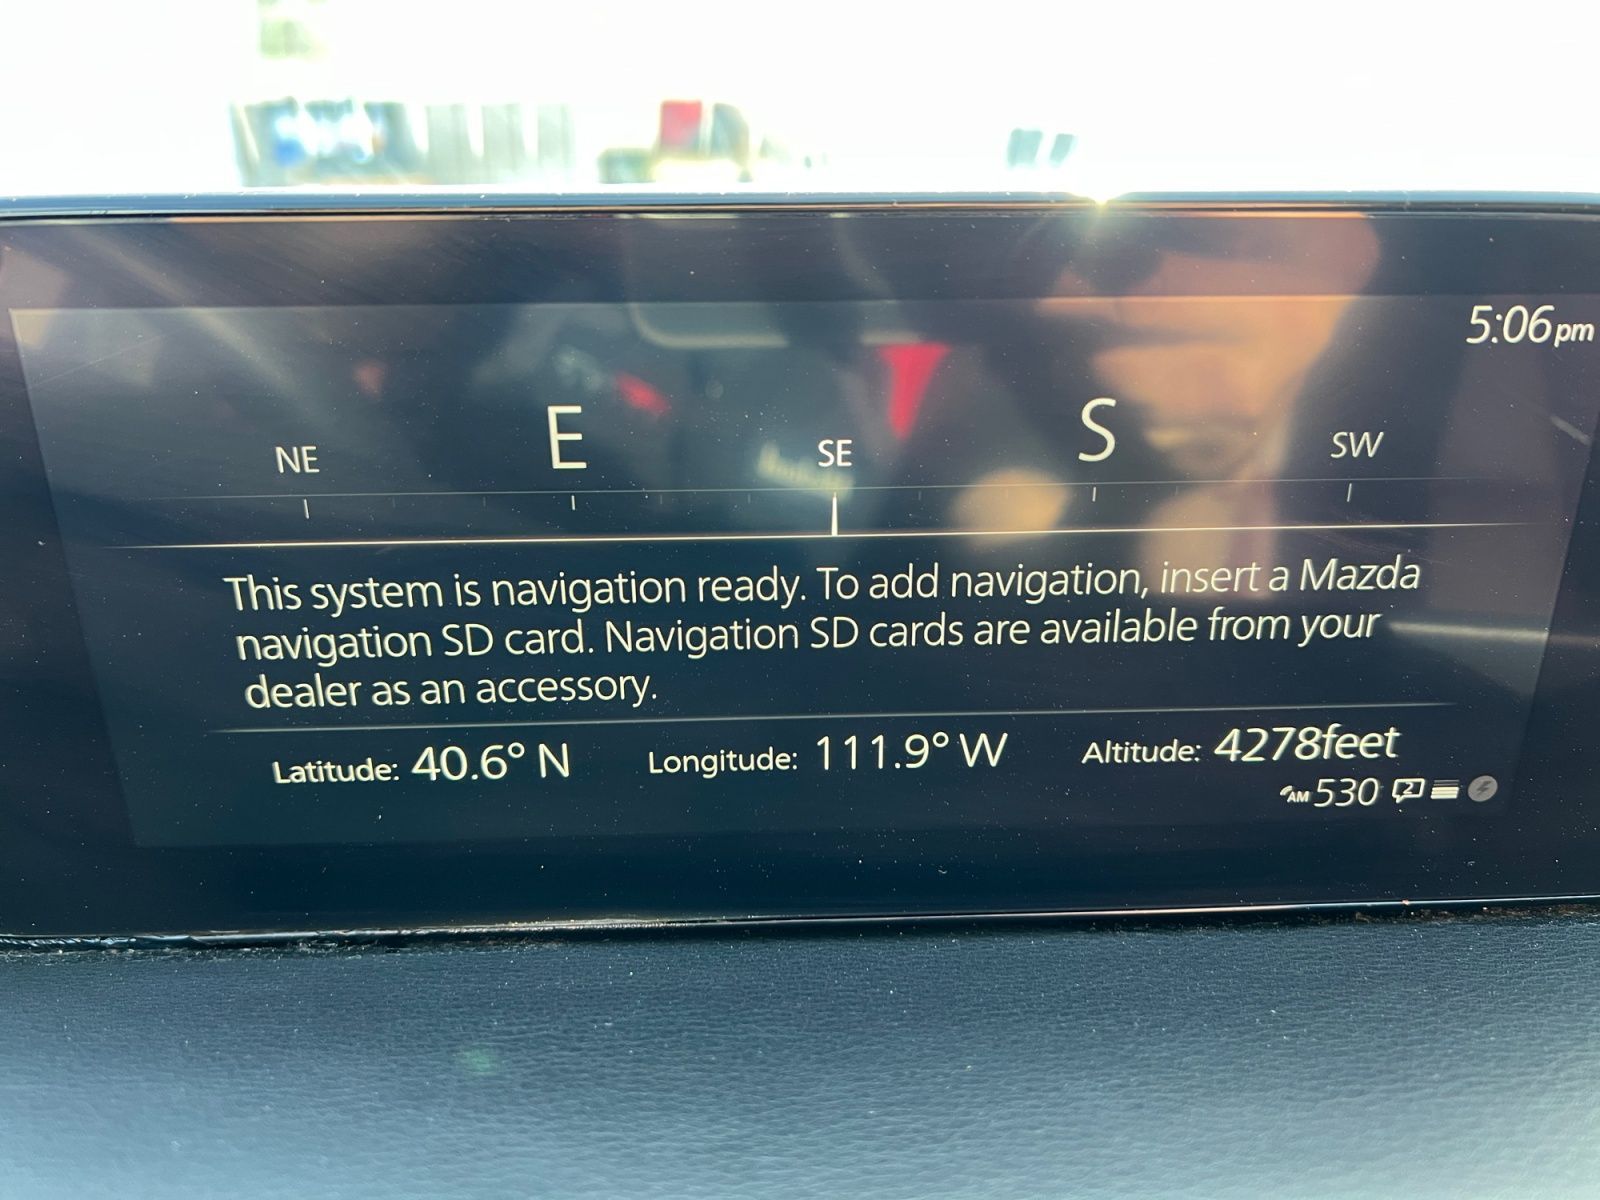 5:06pm
NE E SE S SW
This system is navigation ready. To add navigation, insert a Mazda
navigation SD card. Navigation SD cards are available from your
dealer as an accessory.
Latitude: 40.6° N Longitude: 111.9° W Altitude: 4278feet
AM 530 2